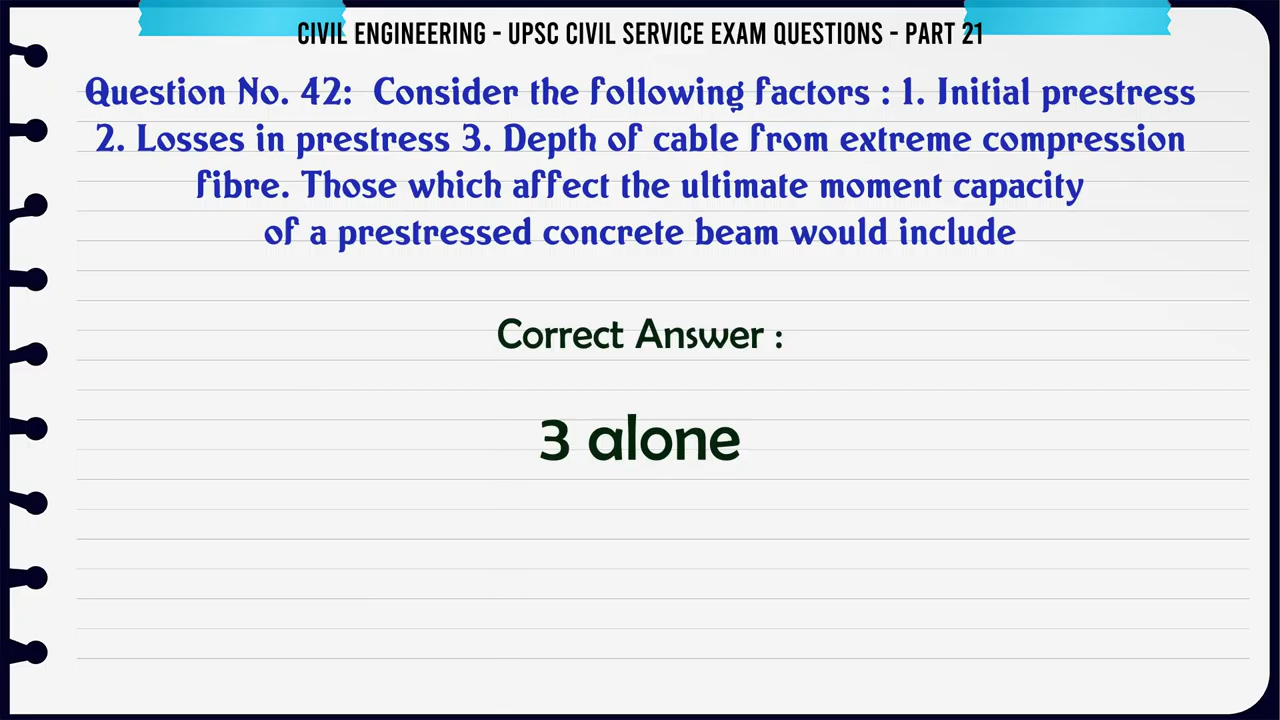 CIVIL ENGINEERING - UPSC CIVIL SERVICE EXAM QUESTIONS - PART 21
Question No. 42: Consider the following factors : 1. Initial prestress
2. Losses in prestress 3. Depth of cable from extreme compression
fibre. Those which affect the ultimate moment capacity
of a prestressed concrete beam would include
Correct Answer :
3 alone